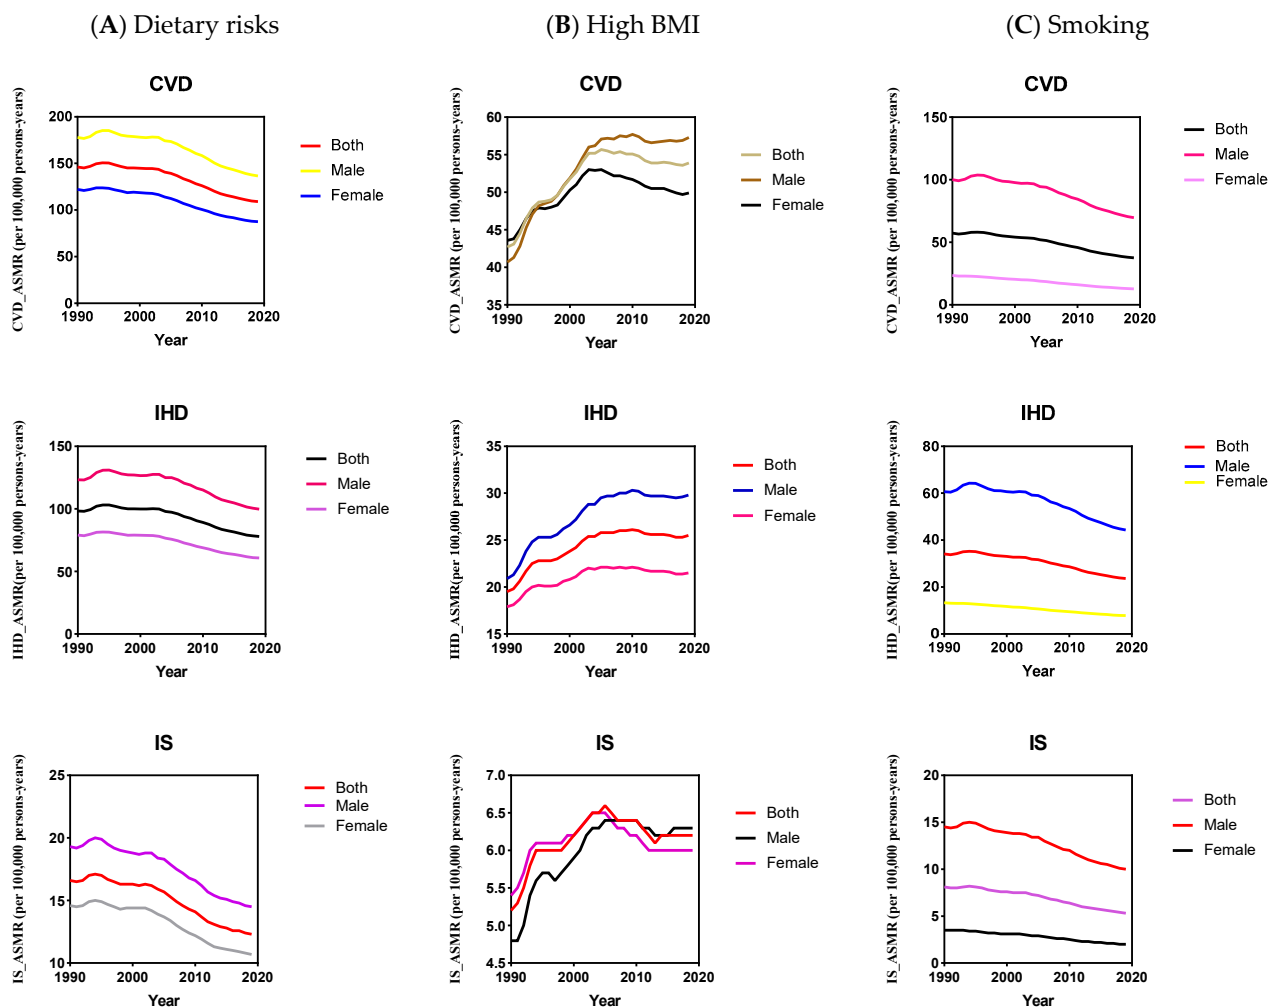 (A) Dietary risks
(B) High BMI
(C) Smoking
CVD
CVD_ASMR (per 100,000 persons-years)
200
150
100
50
0
1990 2000 2010 2020
Year
Both
Male
Female
CVD
CVD_ASMR (per 100,000 persons-years)
60
55
50
45
40
35
1990 2000 2010 2020
Year
Both
Male
Female
CVD
CVD_ASMR (per 100,000 persons-years)
150
100
50
0
1990 2000 2010 2020
Year
Both
Male
Female
IHD
IHD_ASMR(per 100,000 persons-years)
150
100
50
0
1990 2000 2010 2020
Year
Both
Male
Female
IHD
IHD_ASMR(per 100,000 persons-years)
35
30
25
20
15
1990 2000 2010 2020
Year
Both
Male
Female
IHD
IHD_ASMR(per 100,000 persons-years)
80
60
40
20
0
1990 2000 2010 2020
Year
Both
Male
Female
IS
IS_ASMR (per 100,000 persons-years)
25
20
15
10
1990 2000 2010 2020
Year
Both
Male
Female
IS
IS_ASMR (per 100,000 persons-years)
7.0
6.5
6.0
5.5
5.0
4.5
1990 2000 2010 2020
Year
Both
Male
Female
IS
IS_ASMR (per 100,000 persons-years)
20
15
10
5
0
1990 2000 2010 2020
Year
Both
Male
Female